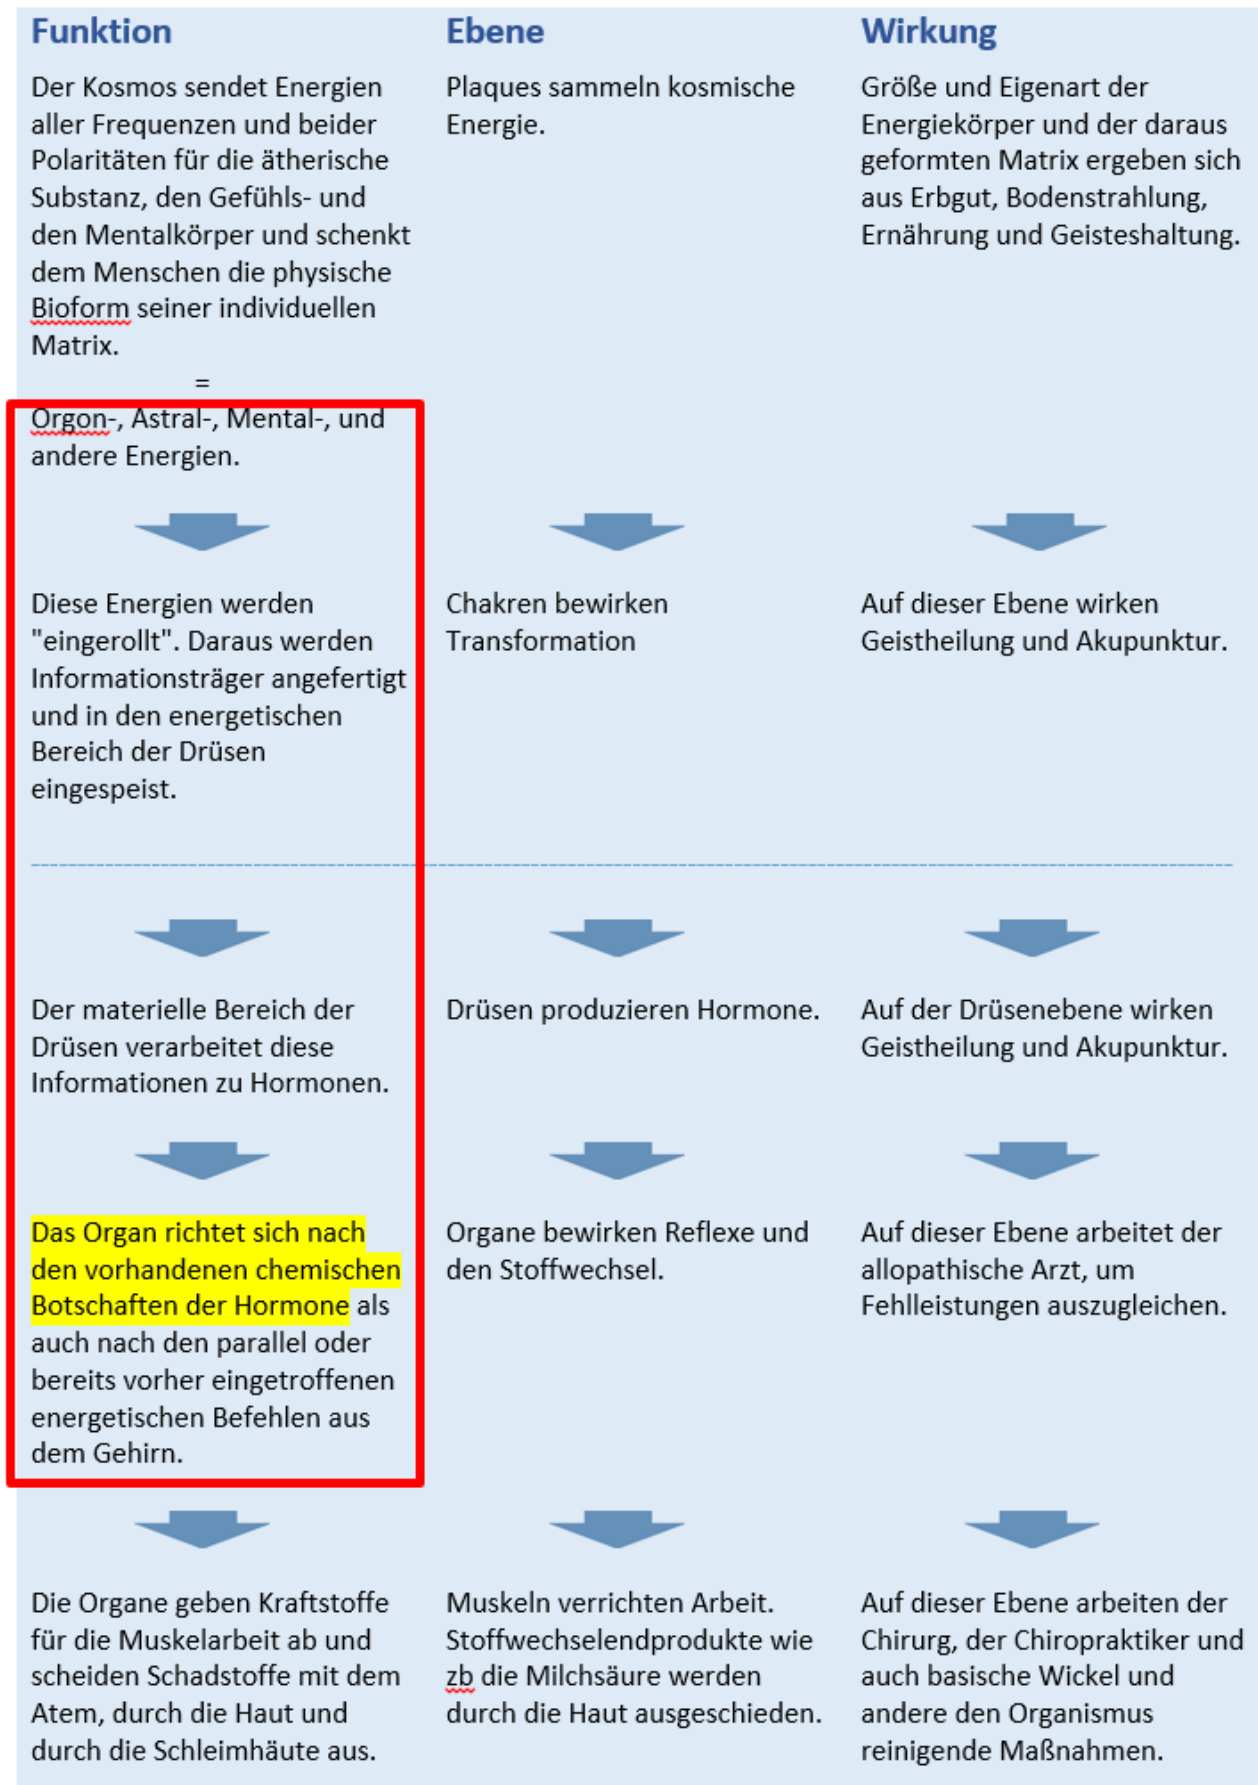 Funktion
Der Kosmos sendet Energien
aller Frequenzen und beider
Polaritäten für die ätherische
Substanz, den Gefühls- und
den Mentalkörper und schenkt
dem Menschen die physische
Bioform seiner individuellen
Matrix.
=
Orgon-, Astral-, Mental-, und
andere Energien.
Ebene
Plaques sammeln kosmische
Energie.
Wirkung
Größe und Eigenart der
Energiekörper und der daraus
geformten Matrix ergeben sich
aus Erbgut, Bodenstrahlung,
Ernährung und Geisteshaltung.
Diese Energien werden
"eingerollt". Daraus werden
Informationsträger angefertigt
und in den energetischen
Bereich der Drüsen
eingespeist.
Chakren bewirken
Transformation
Auf dieser Ebene wirken
Geistheilung und Akupunktur.
Der materielle Bereich der
Drüsen verarbeitet diese
Informationen zu Hormonen.
Drüsen produzieren Hormone.
Auf der Drüsenebene wirken
Geistheilung und Akupunktur.
Das Organ richtet sich nach
den vorhandenen chemischen
Botschaften der Hormone als
auch nach den parallel oder
bereits vorher eingetroffenen
energetischen Befehlen aus
dem Gehirn.
Organe bewirken Reflexe und
den Stoffwechsel.
Auf dieser Ebene arbeitet der
allopathische Arzt, um
Fehlleistungen auszugleichen.
Die Organe geben Kraftstoffe
für die Muskelarbeit ab und
scheiden Schadstoffe mit dem
Atem, durch die Haut und
durch die Schleimhäute aus.
Muskeln verrichten Arbeit.
Stoffwechselendprodukte wie
zb die Milchsäure werden
durch die Haut ausgeschieden.
Auf dieser Ebene arbeiten der
Chirurg, der Chiropraktiker und
auch basische Wickel und
andere den Organismus
reinigende Maßnahmen.